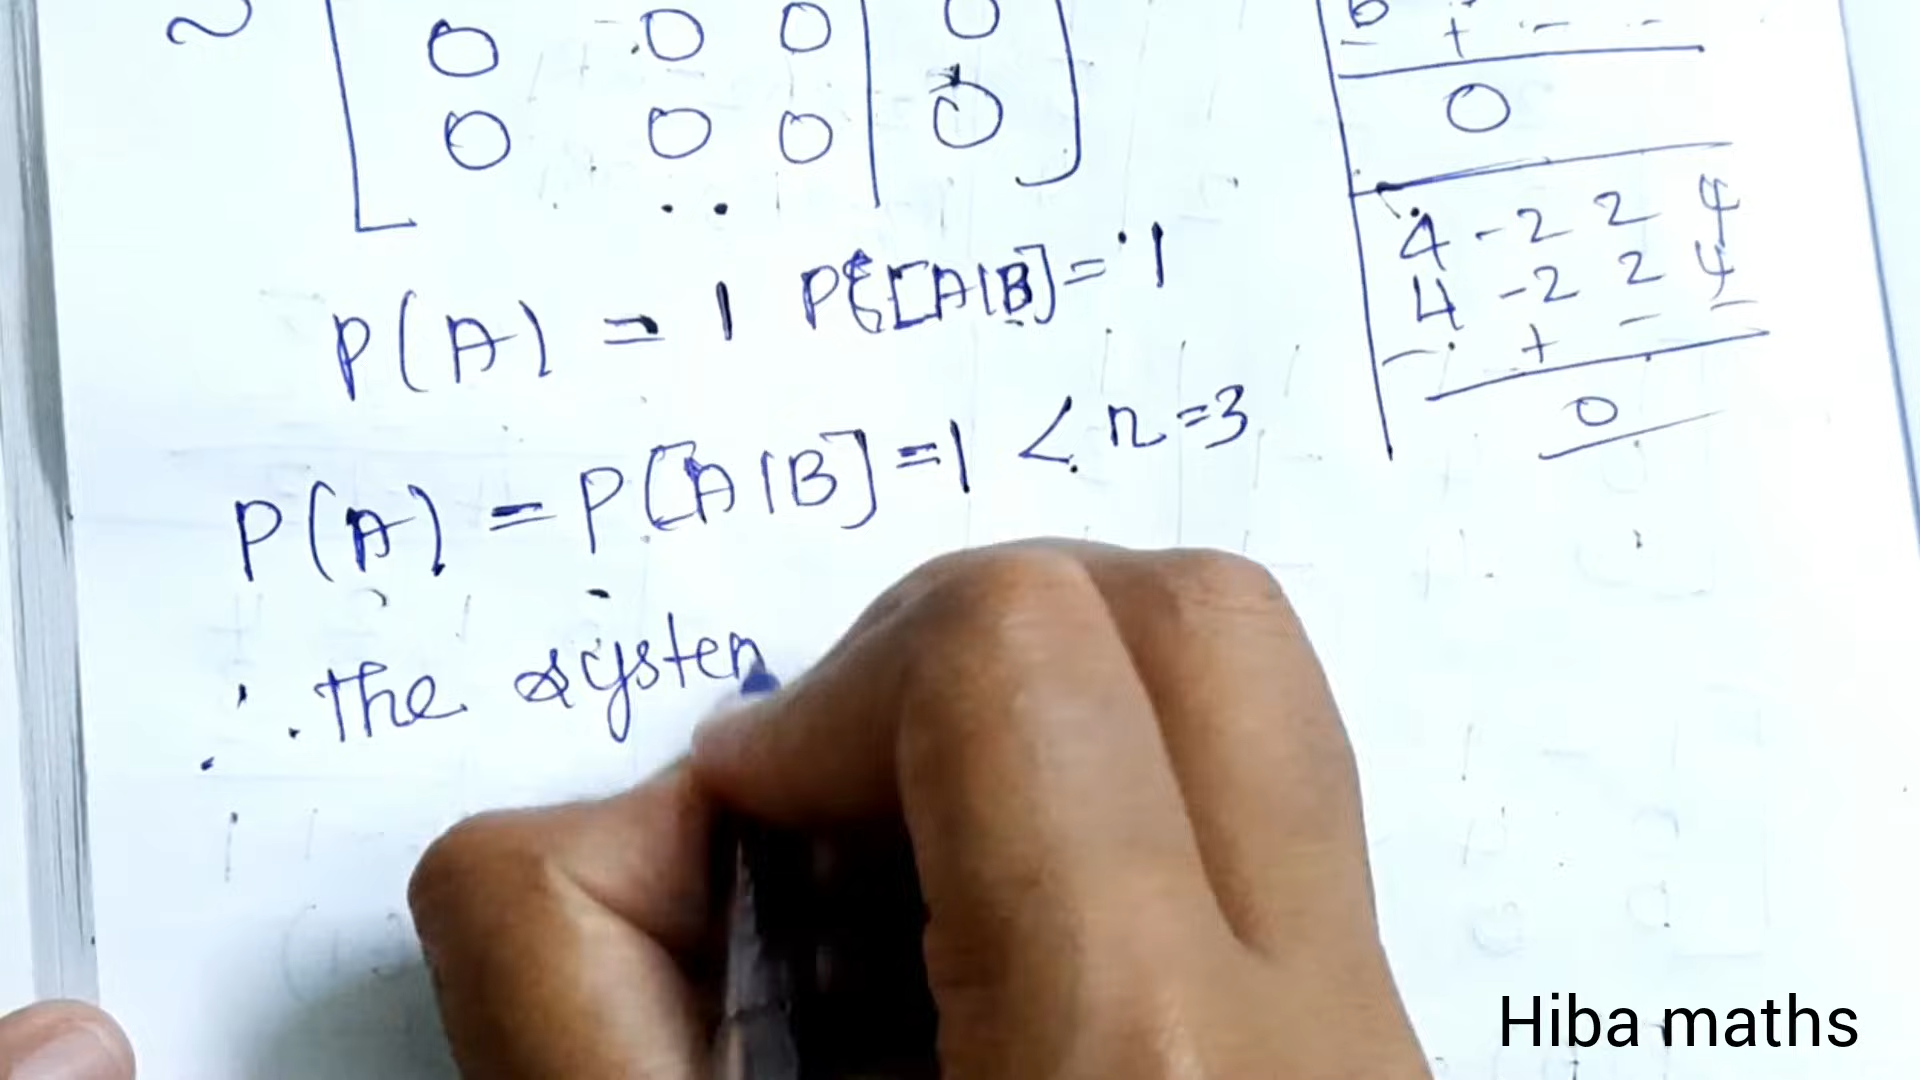 ~ 0 0 0 | 0
0 0 0 | 0
P(A) = 1 P[A|B] = 1
P(A) = P[A|B] = 1 < n = 3
∴ The system
6
- + - -
0
4 -2 2 4
4 -2 2 4
- + - -
0
Hiba maths